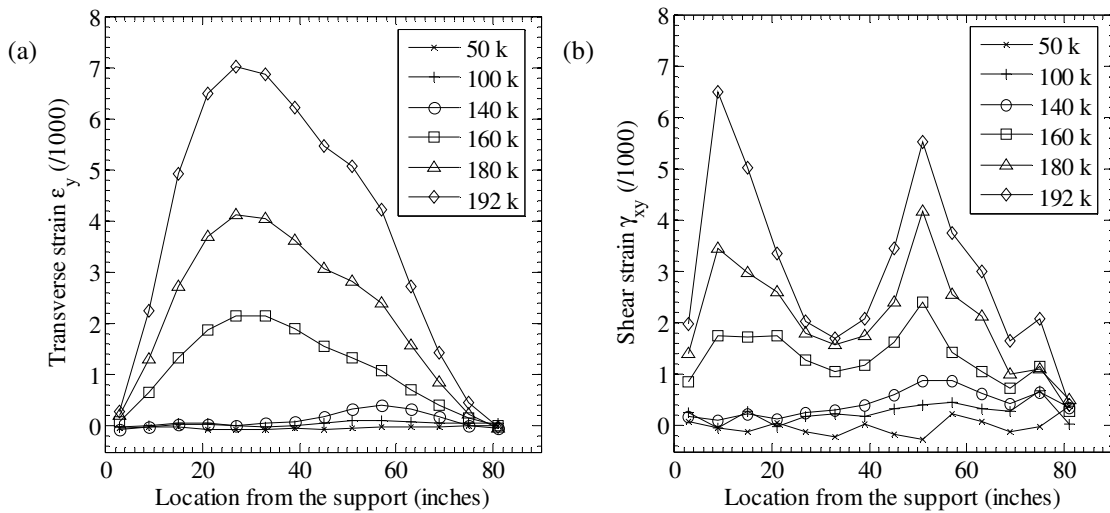 (a)
8
7
6
5
4
3
2
1
0
Transverse strain ε_y (/1000)
50 k
100 k
140 k
160 k
180 k
192 k
0 20 40 60 80
Location from the support (inches)
(b)
8
7
6
5
4
3
2
1
0
Shear strain γ_xy (/1000)
50 k
100 k
140 k
160 k
180 k
192 k
0 20 40 60 80
Location from the support (inches)